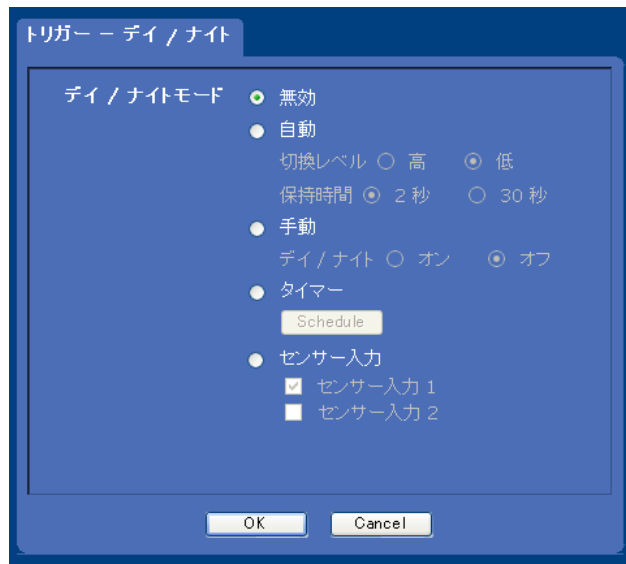 トリガー － デイ / ナイト
デイ / ナイトモード 無効
自動
切換レベル 高 低
保持時間 2 秒 30 秒
手動
デイ / ナイト オン オフ
タイマー
Schedule
センサー入力
センサー入力 1
センサー入力 2
OK Cancel